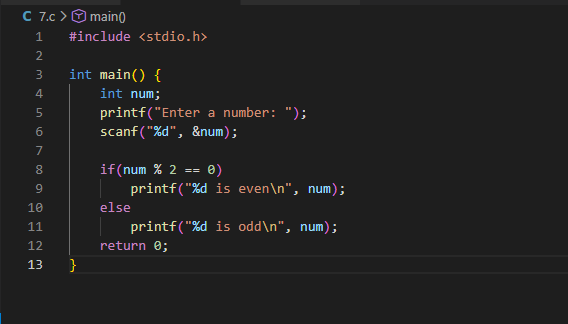 C 7.c > main()
1 #include <stdio.h>
2
3 int main() {
4     int num;
5     printf("Enter a number: ");
6     scanf("%d", &num);
7
8     if(num % 2 == 0)
9         printf("%d is even\n", num);
10     else
11         printf("%d is odd\n", num);
12     return 0;
13 }